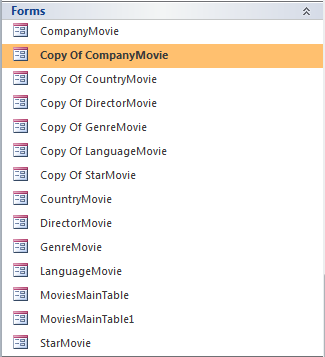 Forms
CompanyMovie
Copy Of CompanyMovie
Copy Of CountryMovie
Copy Of DirectorMovie
Copy Of GenreMovie
Copy Of LanguageMovie
Copy Of StarMovie
CountryMovie
DirectorMovie
GenreMovie
LanguageMovie
MoviesMainTable
MoviesMainTable1
StarMovie